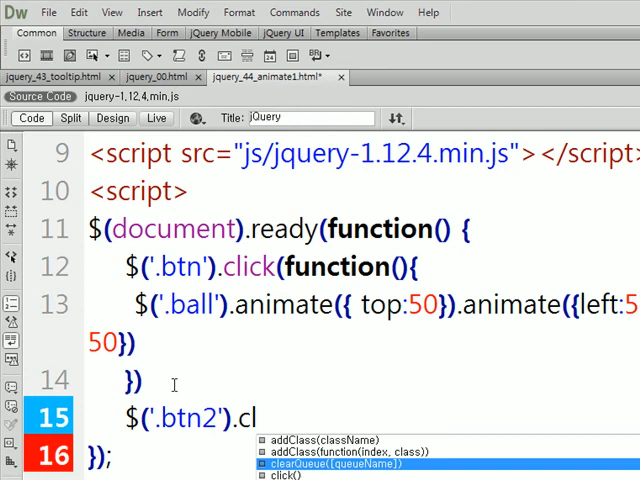 Dw File Edit View Insert Modify Format Commands Site Window Help
Common Structure Media Form jQuery Mobile jQuery UI Templates Favorites
jquery_43_tooltip.html × jquery_00.html × jquery_44_animate1.html* ×
Source Code jquery-1.12.4.min.js
Code Split Design Live Title: jQuery
9 <script src="js/jquery-1.12.4.min.js"></script>
10 <script>
11 $(document).ready(function() {
12 $('.btn').click(function(){
13 $('.ball').animate({ top:50}).animate({left:5
50})
14 })
15 $('.btn2').cl
addClass(className)
addClass(function(index, class))
clearQueue([queueName])
click()
16 });